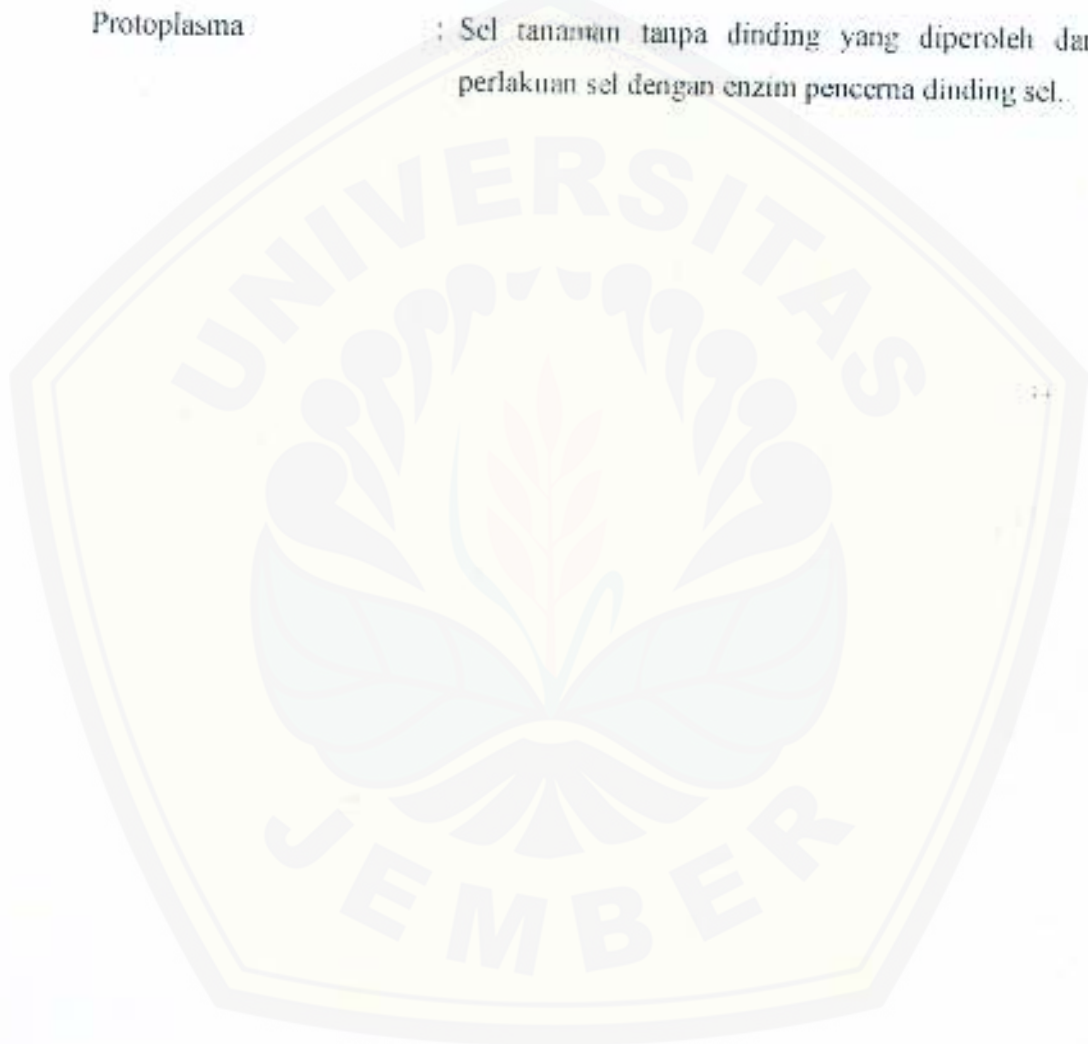 Protoplasma : Sel tanaman tanpa dinding yang diperoleh dar
perlakuan sel dengan enzim pencerna dinding sel.
UNIVERSITAS
JEMBER